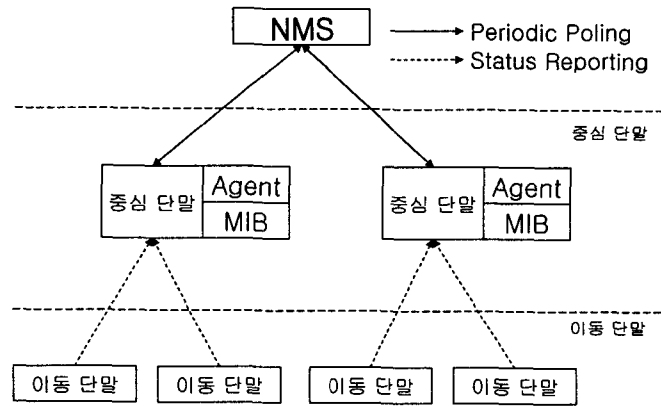 NMS
Periodic Poling
Status Reporting
중심 단말
중심 단말
Agent
MIB
중심 단말
Agent
MIB
이동 단말
이동 단말
이동 단말
이동 단말
이동 단말